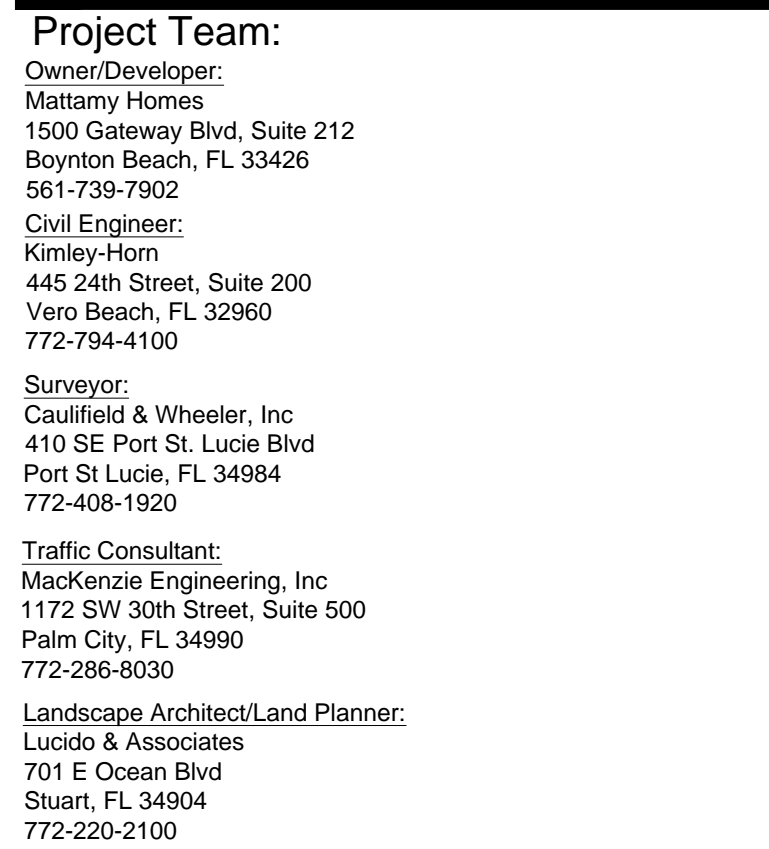 Project Team:
Owner/Developer:
Mattamy Homes
1500 Gateway Blvd, Suite 212
Boynton Beach, FL 33426
561-739-7902
Civil Engineer:
Kimley-Horn
445 24th Street, Suite 200
Vero Beach, FL 32960
772-794-4100
Surveyor:
Caulifield & Wheeler, Inc
410 SE Port St. Lucie Blvd
Port St Lucie, FL 34984
772-408-1920
Traffic Consultant:
MacKenzie Engineering, Inc
1172 SW 30th Street, Suite 500
Palm City, FL 34990
772-286-8030
Landscape Architect/Land Planner:
Lucido & Associates
701 E Ocean Blvd
Stuart, FL 34904
772-220-2100